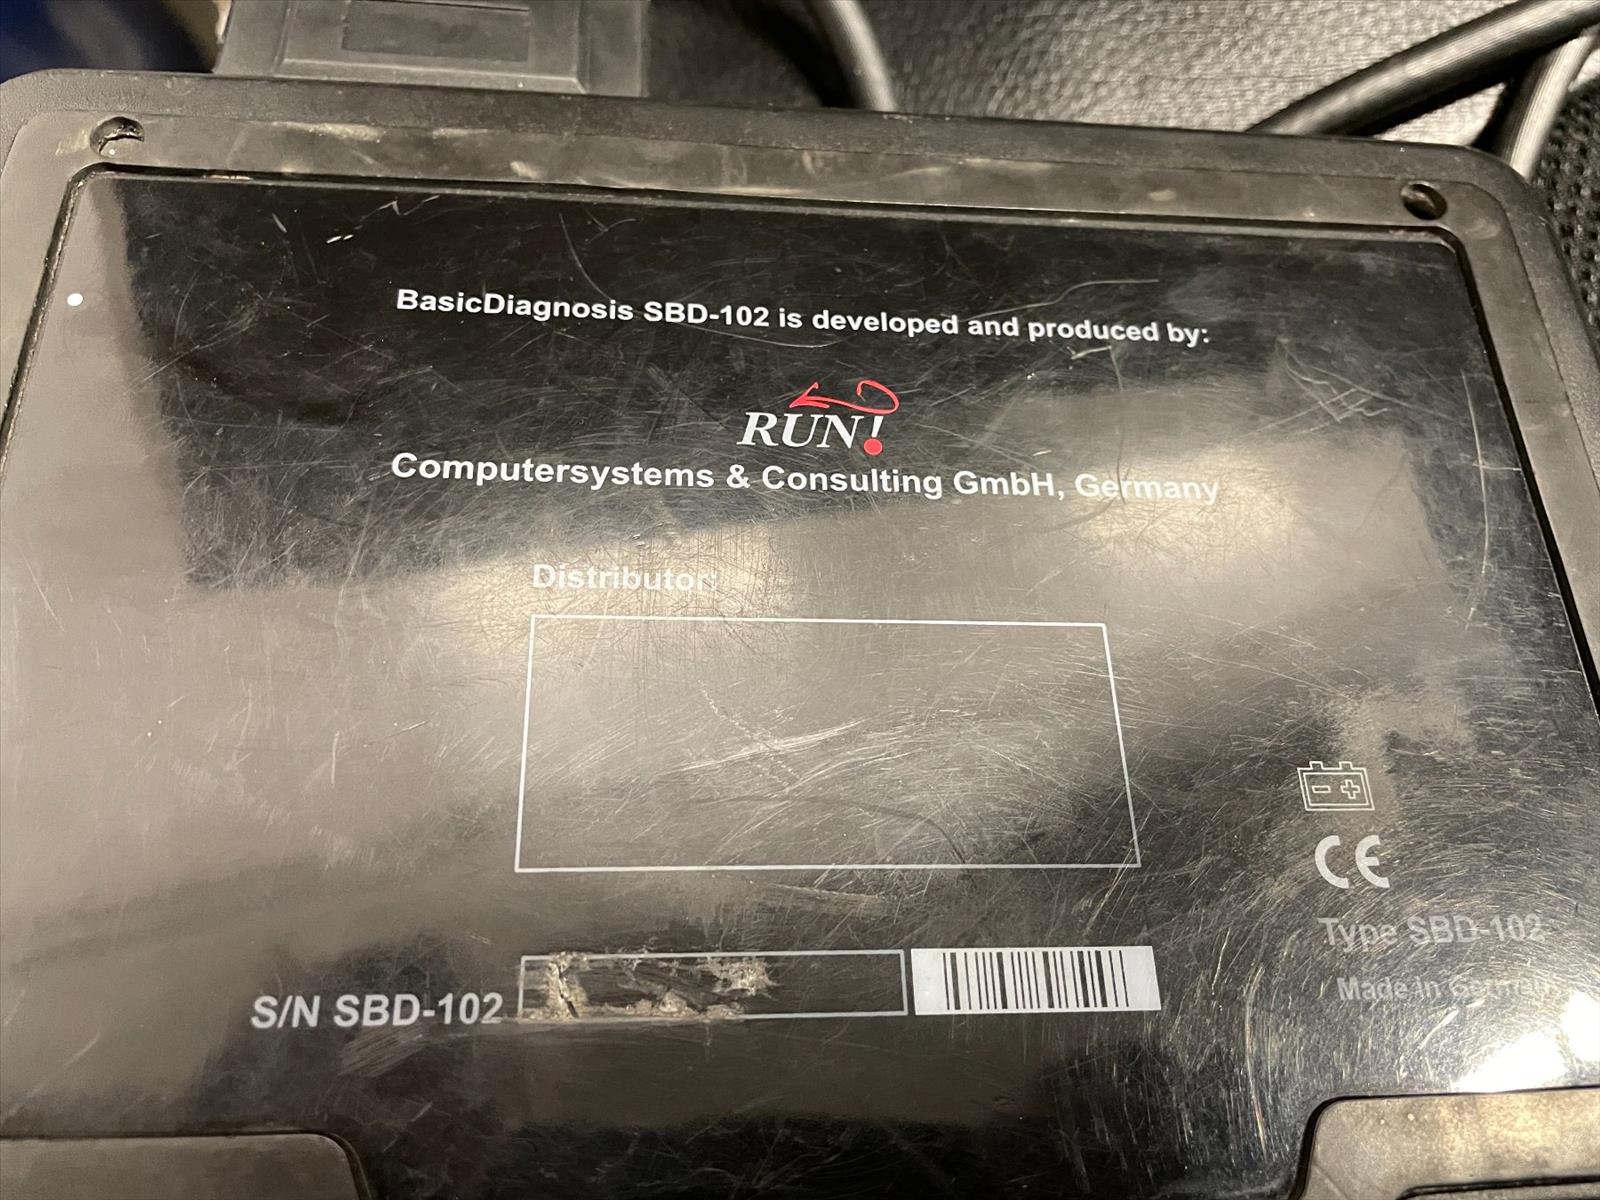 BasicDiagnosis SBD-102 is developed and produced by:
RUN!
Computersystems & Consulting GmbH, Germany
Distributor:
CE
Type SBD-102
Made in Germany
S/N SBD-102